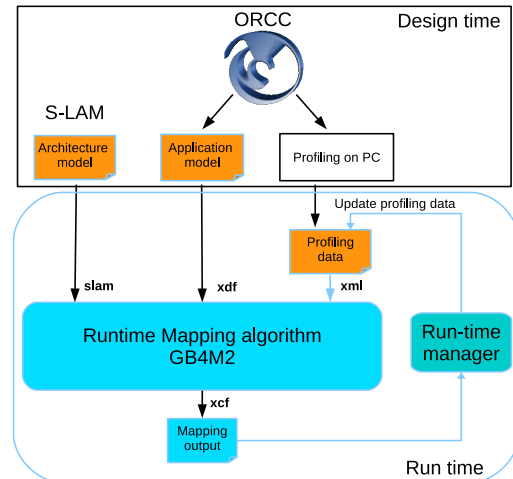 ORCC
Design time
S-LAM
Architecture
model
Application
model
Profiling on PC
Update profiling data
Profiling
data
slam
xdf
xml
Runtime Mapping algorithm
GB4M2
Run-time
manager
xcf
Mapping
output
Run time